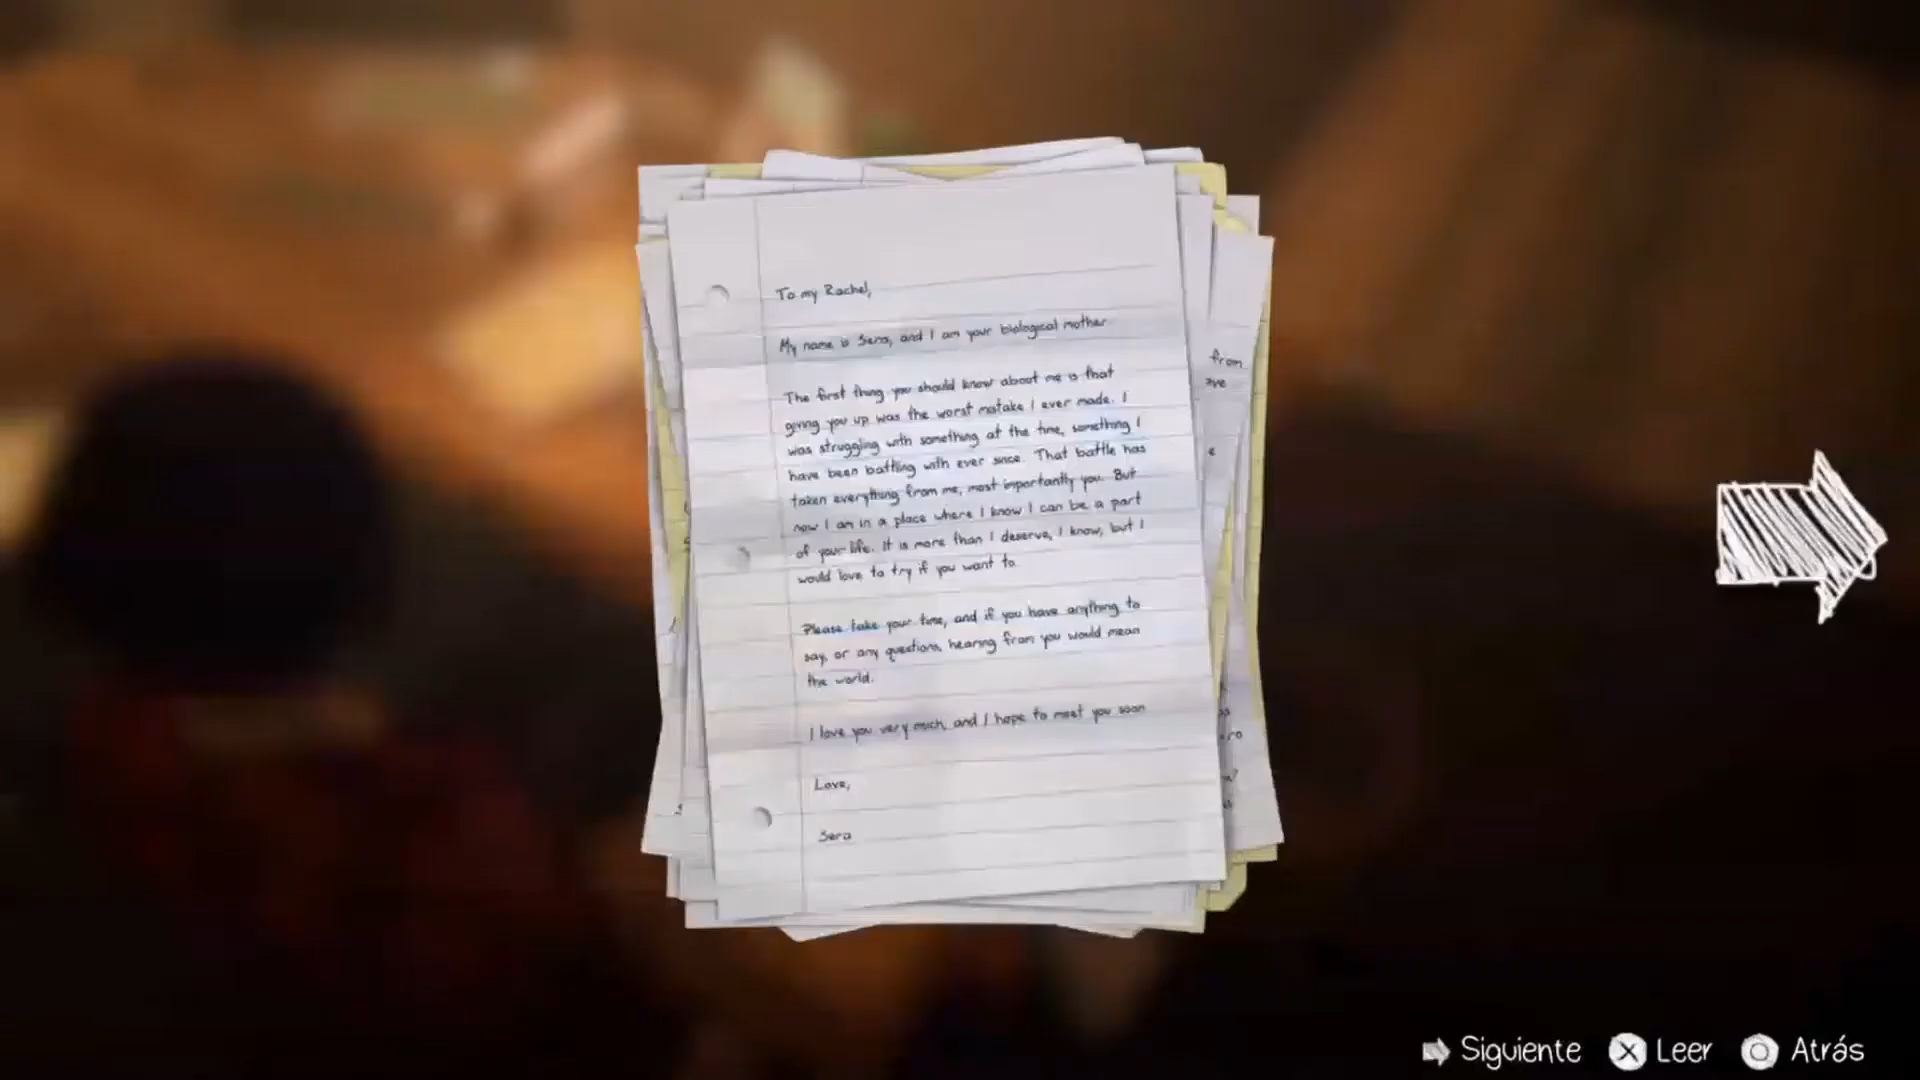 To my Rachel,
My name is Sera, and I am your biological mother.
The first thing you should know about me is that
giving you up was the worst mistake I ever made. I
was struggling with something at the time, something I
have been battling with ever since. That battle has
taken everything from me, most importantly you. But
now I am in a place where I know I can be a part
of your life. It is more than I deserve, I know, but I
would love to try if you want to.
Please take your time, and if you have anything to
say, or any questions, hearing from you would mean
the world.
I love you very much, and I hope to meet you soon
Love,
Sera
from
Siguiente
Leer
Atrás